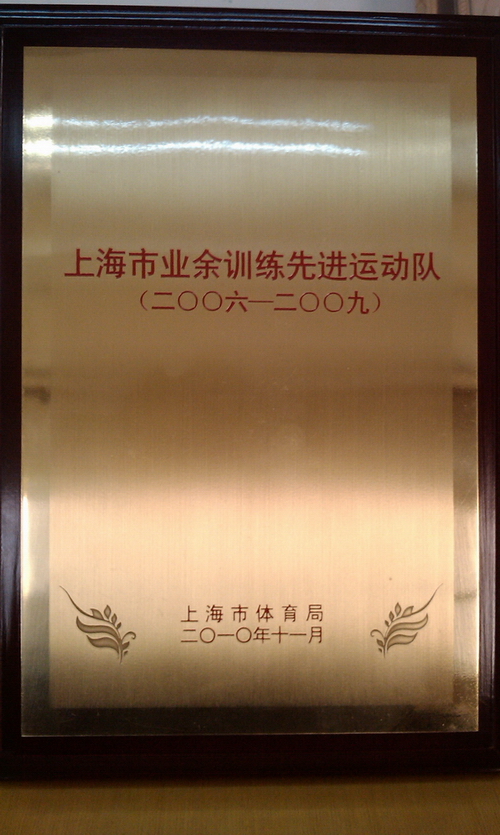 上海市业余训练先进运动队
（二〇〇六—二〇〇九）
上海市体育局
二〇一〇年十一月